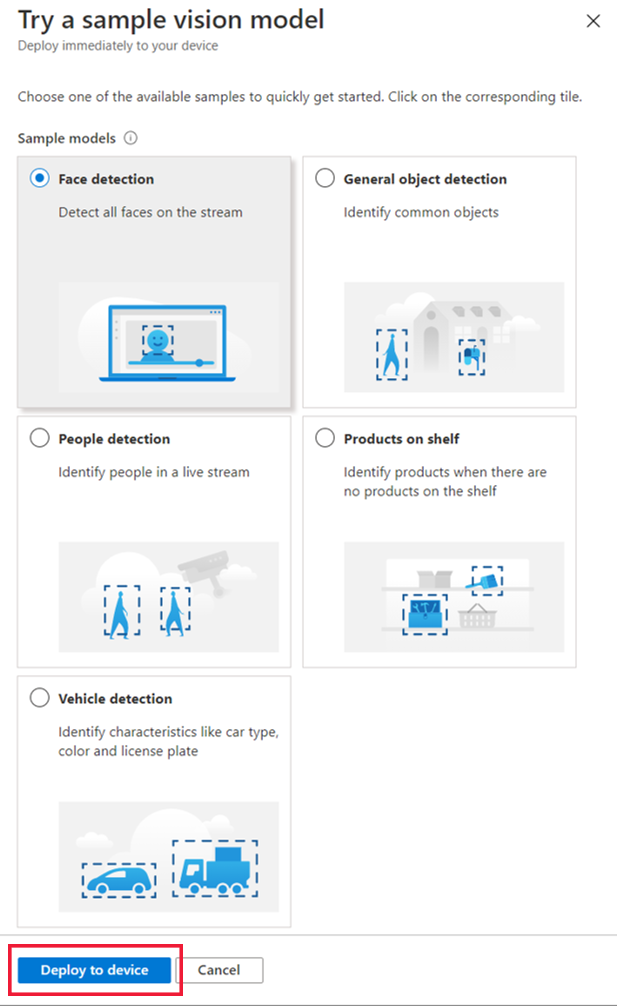 Try a sample vision model
Deploy immediately to your device
Choose one of the available samples to quickly get started. Click on the corresponding tile.
Sample models
Face detection
Detect all faces on the stream
General object detection
Identify common objects
People detection
Identify people in a live stream
Products on shelf
Identify products when there are
no products on the shelf
Vehicle detection
Identify characteristics like car type,
color and license plate
Deploy to device
Cancel